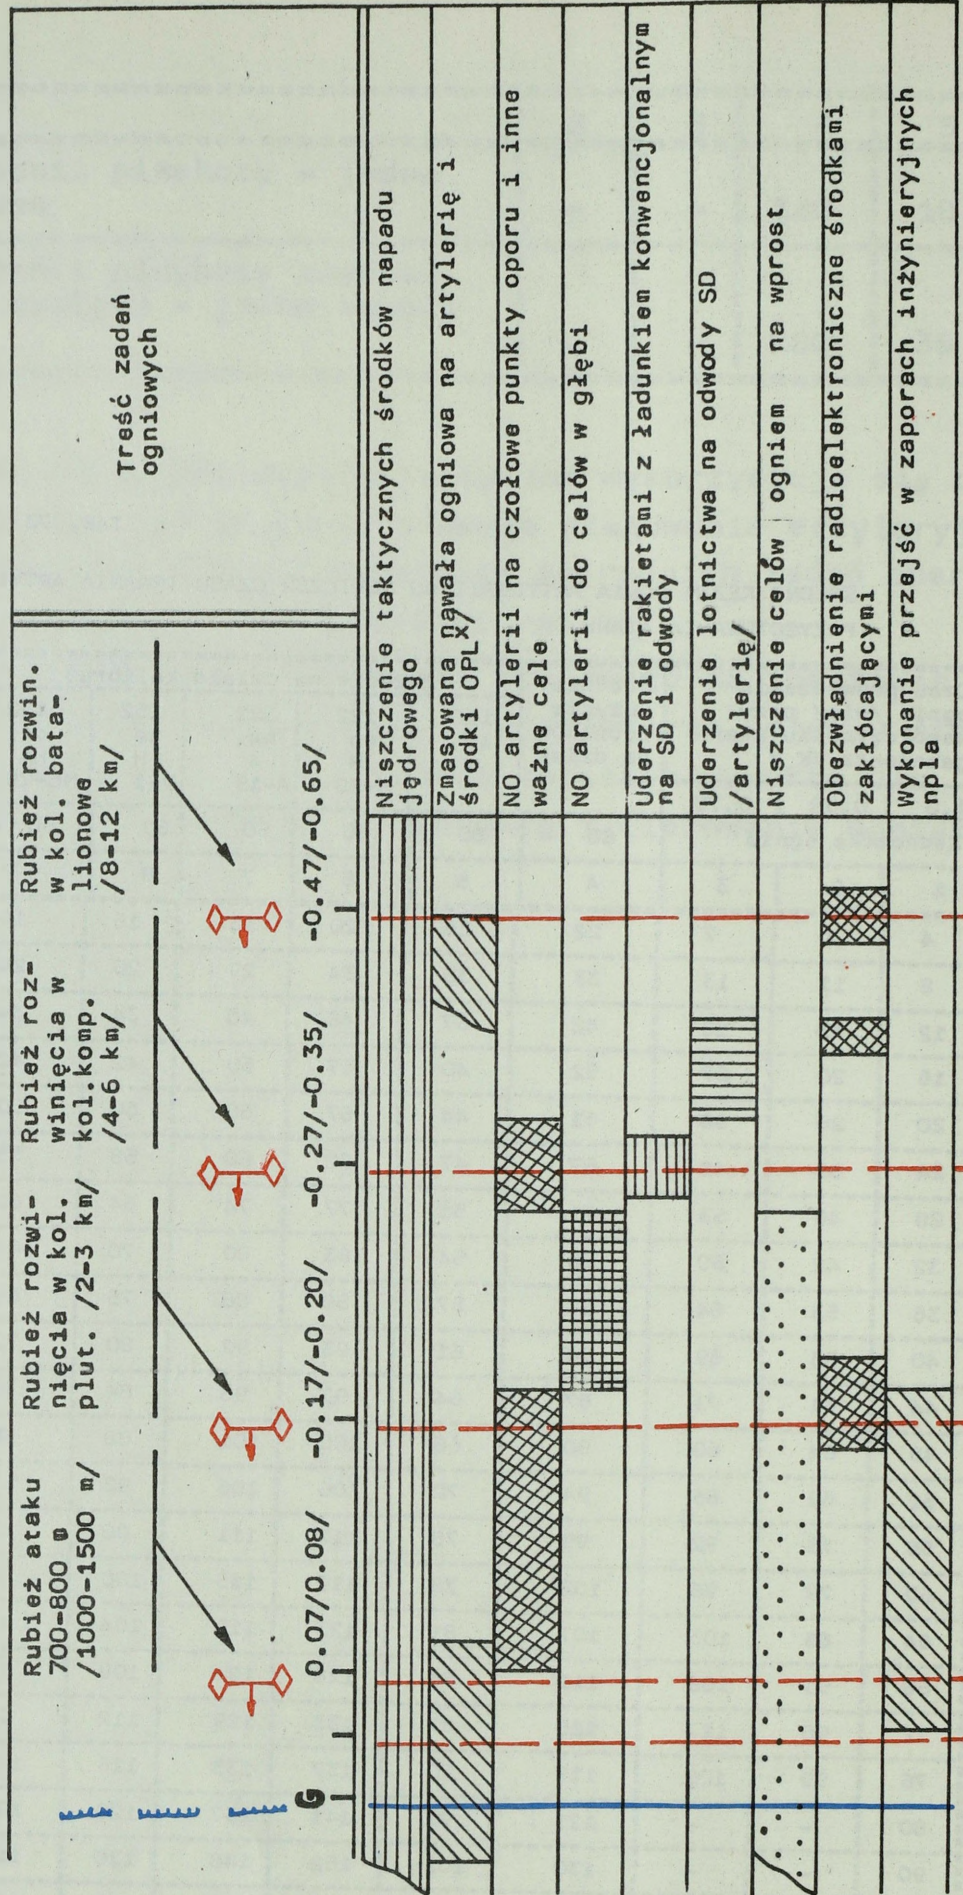 Rubież ataku
700-800 m
/1000-1500 m/
Rubież rozwi-
nięcia w kol.
plut. /2-3 km/
Rubież roz-
winięcia w
kol.komp.
/4-6 km/
Rubież rozwin.
w kol. bata-
lionowe
/8-12 km/
Treść zadań
ogniowych
G
0.07/0.08/
-0.17/-0.20/
-0.27/-0.35/
-0.47/-0.65/
Niszczenie taktycznych środków napadu
jądrowego
Zmasowana nawała ogniowa na artylerię i
środki OPL x/
NO artylerii na czołowe punkty oporu i inne
ważne cele
NO artylerii do celów w głębi
Uderzenie rakietami z ładunkiem konwencjonalnym
na SD i odwody
Uderzenie lotnictwa na odwody SD
/artylerię/
Niszczenie celów ogniem na wprost
Obezwładnienie radioelektroniczne środkami
zakłócającymi
Wykonanie przejść w zaporach inżynieryjnych
npla